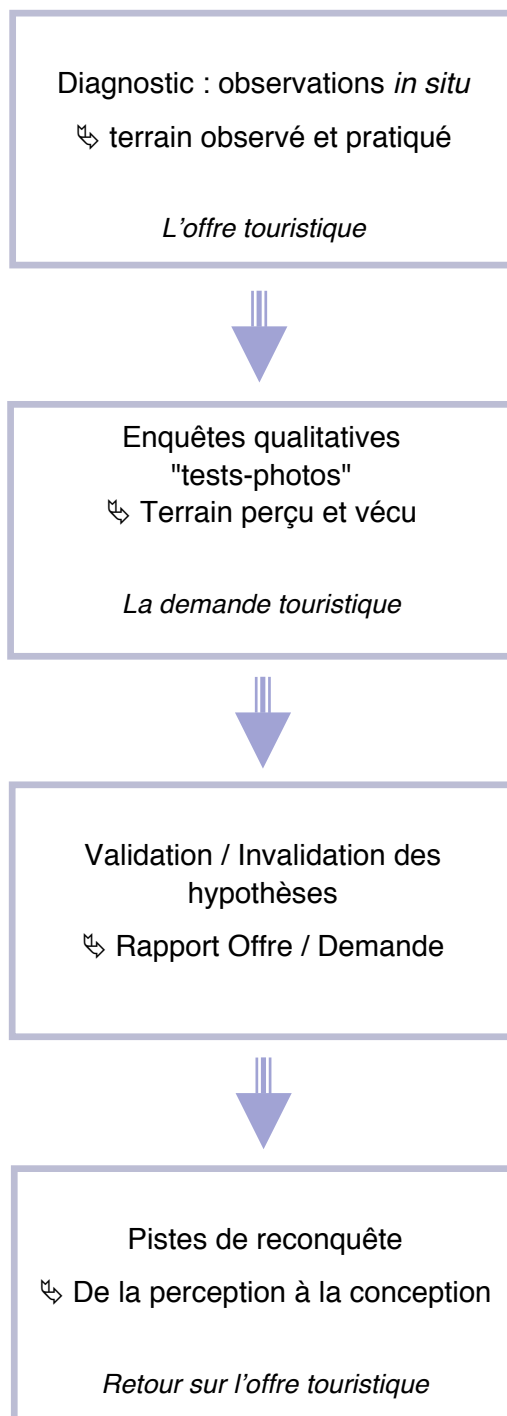 Diagnostic : observations in situ
↳ terrain observé et pratiqué
L'offre touristique
Enquêtes qualitatives
"tests-photos"
↳ Terrain perçu et vécu
La demande touristique
Validation / Invalidation des
hypothèses
↳ Rapport Offre / Demande
Pistes de reconquête
↳ De la perception à la conception
Retour sur l'offre touristique